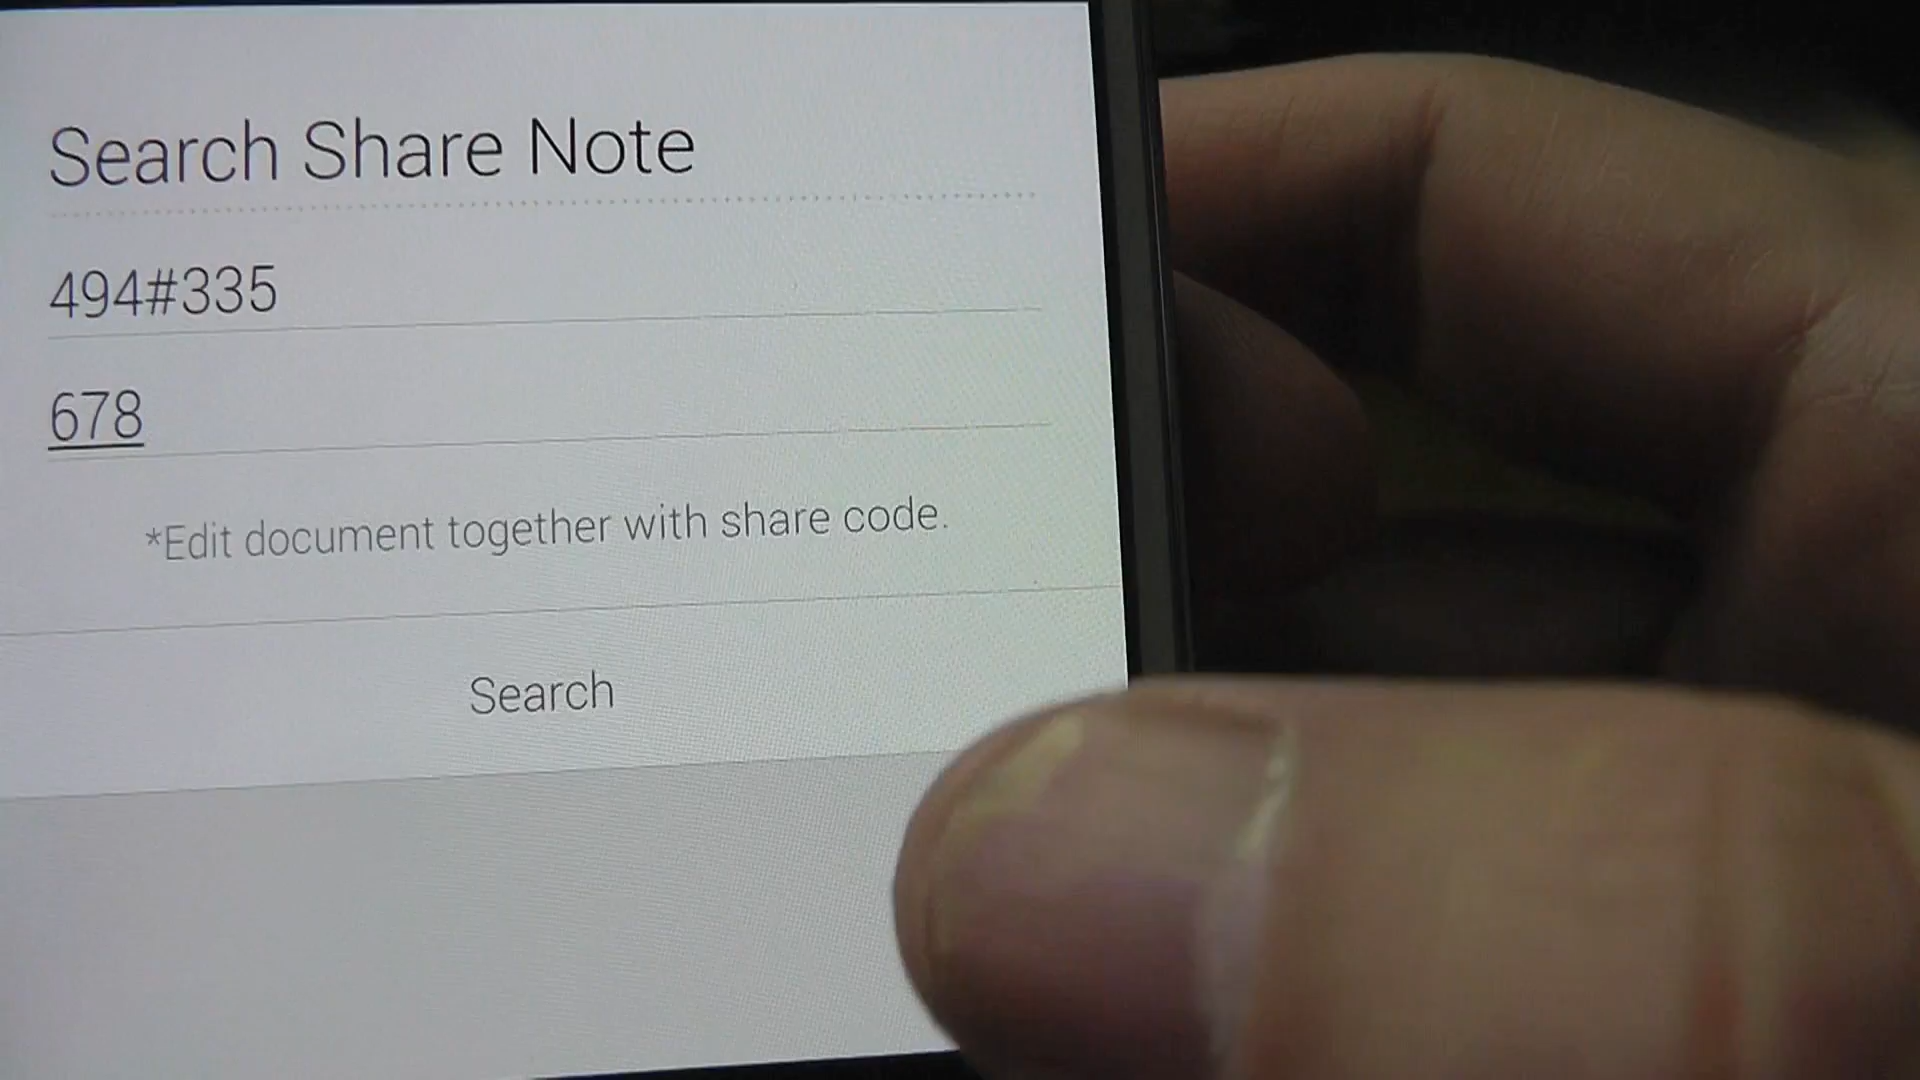 Search Share Note
494#335
678
*Edit document together with share code.
Search